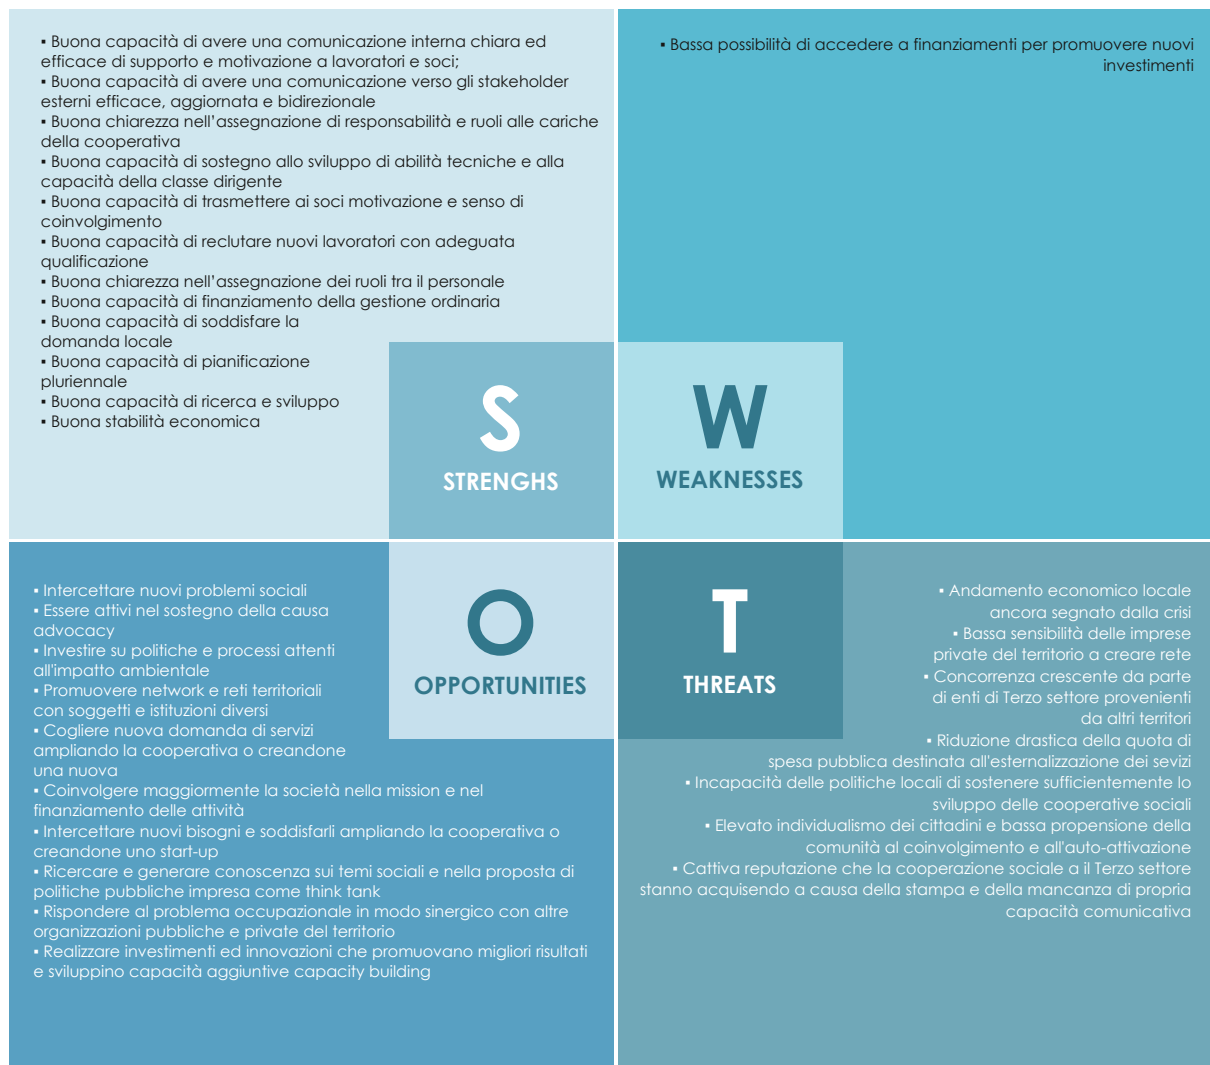 ▪ Buona capacità di avere una comunicazione interna chiara ed
efficace di supporto e motivazione a lavoratori e soci;
▪ Buona capacità di avere una comunicazione verso gli stakeholder
esterni efficace, aggiornata e bidirezionale
▪ Buona chiarezza nell’assegnazione di responsabilità e ruoli alle cariche
della cooperativa
▪ Buona capacità di sostegno allo sviluppo di abilità tecniche e alla
capacità della classe dirigente
▪ Buona capacità di trasmettere ai soci motivazione e senso di
coinvolgimento
▪ Buona capacità di reclutare nuovi lavoratori con adeguata
qualificazione
▪ Buona chiarezza nell’assegnazione dei ruoli tra il personale
▪ Buona capacità di finanziamento della gestione ordinaria
▪ Buona capacità di soddisfare la
domanda locale
▪ Buona capacità di pianificazione
pluriennale
▪ Buona capacità di ricerca e sviluppo
▪ Buona stabilità economica
S
STRENGHS
▪ Bassa possibilità di accedere a finanziamenti per promuovere nuovi
investimenti
W
WEAKNESSES
▪ Intercettare nuovi problemi sociali
▪ Essere attivi nel sostegno della causa
advocacy
▪ Investire su politiche e processi attenti
all'impatto ambientale
▪ Promuovere network e reti territoriali
con soggetti e istituzioni diversi
▪ Cogliere nuova domanda di servizi
ampliando la cooperativa o creandone
una nuova
▪ Coinvolgere maggiormente la società nella mission e nel
finanziamento delle attività
▪ Intercettare nuovi bisogni e soddisfarli ampliando la cooperativa o
creandone uno start-up
▪ Ricercare e generare conoscenza sui temi sociali e nella proposta di
politiche pubbliche impresa come think tank
▪ Rispondere al problema occupazionale in modo sinergico con altre
organizzazioni pubbliche e private del territorio
▪ Realizzare investimenti ed innovazioni che promuovano migliori risultati
e sviluppino capacità aggiuntive capacity building
O
OPPORTUNITIES
T
THREATS
▪ Andamento economico locale
ancora segnato dalla crisi
▪ Bassa sensibilità delle imprese
private del territorio a creare rete
▪ Concorrenza crescente da parte
di enti di Terzo settore provenienti
da altri territori
▪ Riduzione drastica della quota di
spesa pubblica destinata all'esternalizzazione dei sevizi
▪ Incapacità delle politiche locali di sostenere sufficientemente lo
sviluppo delle cooperative sociali
▪ Elevato individualismo dei cittadini e bassa propensione della
comunità al coinvolgimento e all'auto-attivazione
▪ Cattiva reputazione che la cooperazione sociale a il Terzo settore
stanno acquisendo a causa della stampa e della mancanza di propria
capacità comunicativa